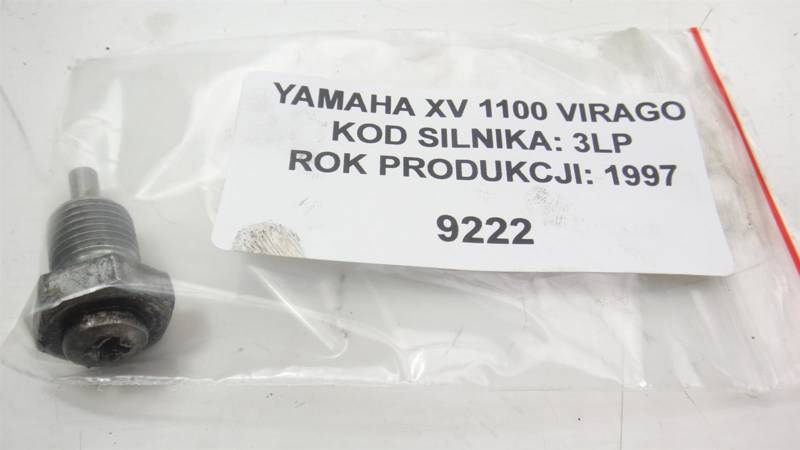 YAMAHA XV 1100 VIRAGO
KOD SILNIKA: 3LP
ROK PRODUKCJI: 1997
9222